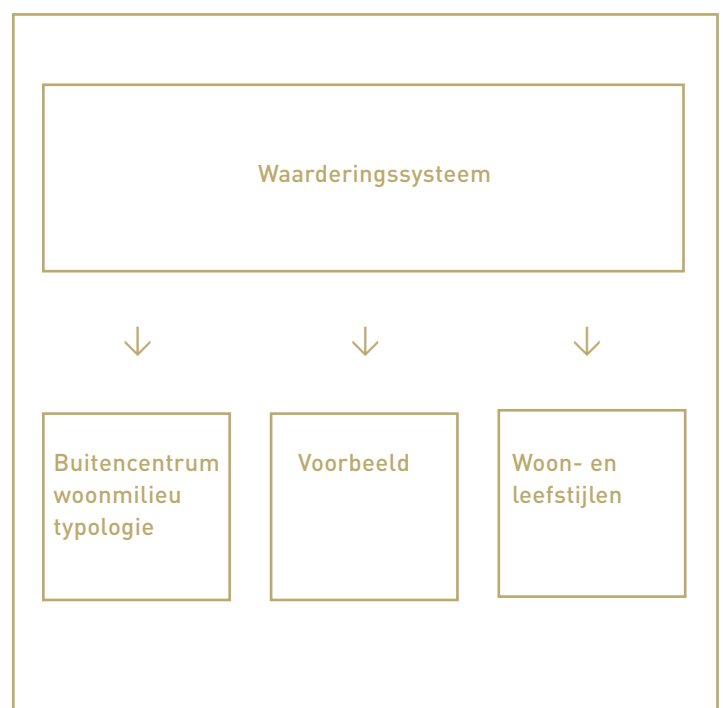 Waarderingssysteem
Buitencentrum
woonmilieu
typologie
Voorbeeld
Woon- en
leefstijlen